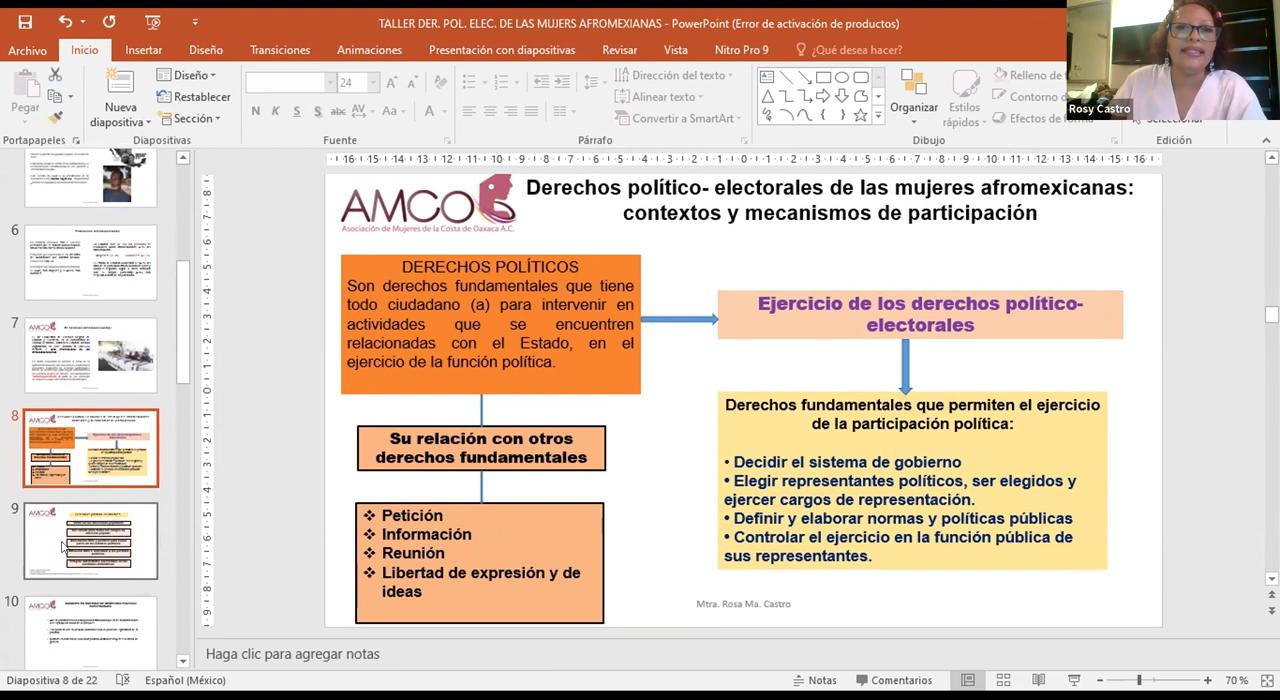 TALLER DER. POL. ELEC. DE LAS MUJERES AFROMEXIANAS - PowerPoint (Error de activación de productos)
Archivo
Inicio
Insertar
Diseño
Transiciones
Animaciones
Presentación con diapositivas
Revisar
Vista
Nitro Pro 9
¿Qué desea hacer?
Rosy Castro
Pegar
Nueva
diapositiva
Diseño
Restablecer
Sección
24
N K S S abc AV Aa A
Dirección del texto
Alinear texto
Convertir a SmartArt
Organizar
Estilos
rápidos
Relleno de
Contorno
Efectos de forma
Seleccionar
Portapapeles
Diapositivas
Fuente
Párrafo
Dibujo
Edición
6
7
8
9
10
AMCO
Asociación de Mujeres de la Costa de Oaxaca A.C.
Derechos político- electorales de las mujeres afromexicanas:
contextos y mecanismos de participación
DERECHOS POLÍTICOS
Son derechos fundamentales que tiene
todo ciudadano (a) para intervenir en
actividades que se encuentren
relacionadas con el Estado, en el
ejercicio de la función política.
Su relación con otros
derechos fundamentales
❖ Petición
❖ Información
❖ Reunión
❖ Libertad de expresión y de
ideas
Ejercicio de los derechos político-
electorales
Derechos fundamentales que permiten el ejercicio
de la participación política:
• Decidir el sistema de gobierno
• Elegir representantes políticos, ser elegidos y
ejercer cargos de representación.
• Definir y elaborar normas y políticas públicas
• Controlar el ejercicio en la función pública de
sus representantes.
Mtra. Rosa Ma. Castro
Haga clic para agregar notas
Diapositiva 8 de 22
Español (México)
Notas
Comentarios
70 %